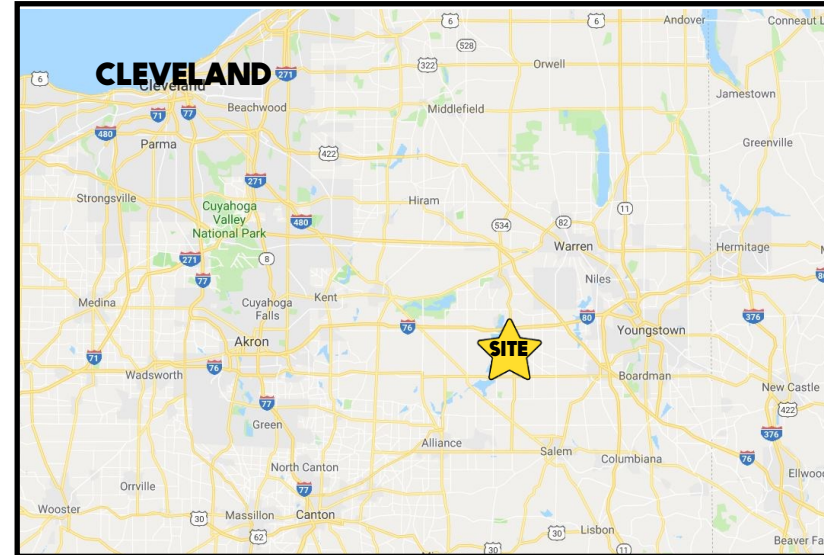 6
6
Andover
Conneaut L
528
322
Orwell
CLEVELAND
Cleveland
271
6
Jamestown
Beachwood
Middlefield
71
77
480
Parma
Greenville
422
271
Strongsville
Cuyahoga
Valley
National Park
Hiram
11
480
534
82
Warren
Hermitage
271
8
77
Niles
80
Medina
Cuyahoga
Falls
Kent
76
80
376
Youngstown
Akron
SITE
71
76
Wadsworth
Boardman
New Castle
77
422
Green
376
Alliance
Salem
Columbiana
76
North Canton
Ellwoo
77
Orrville
Wooster
30
Massillon
Canton
62
30
Lisbon
30
11
Beaver Fa